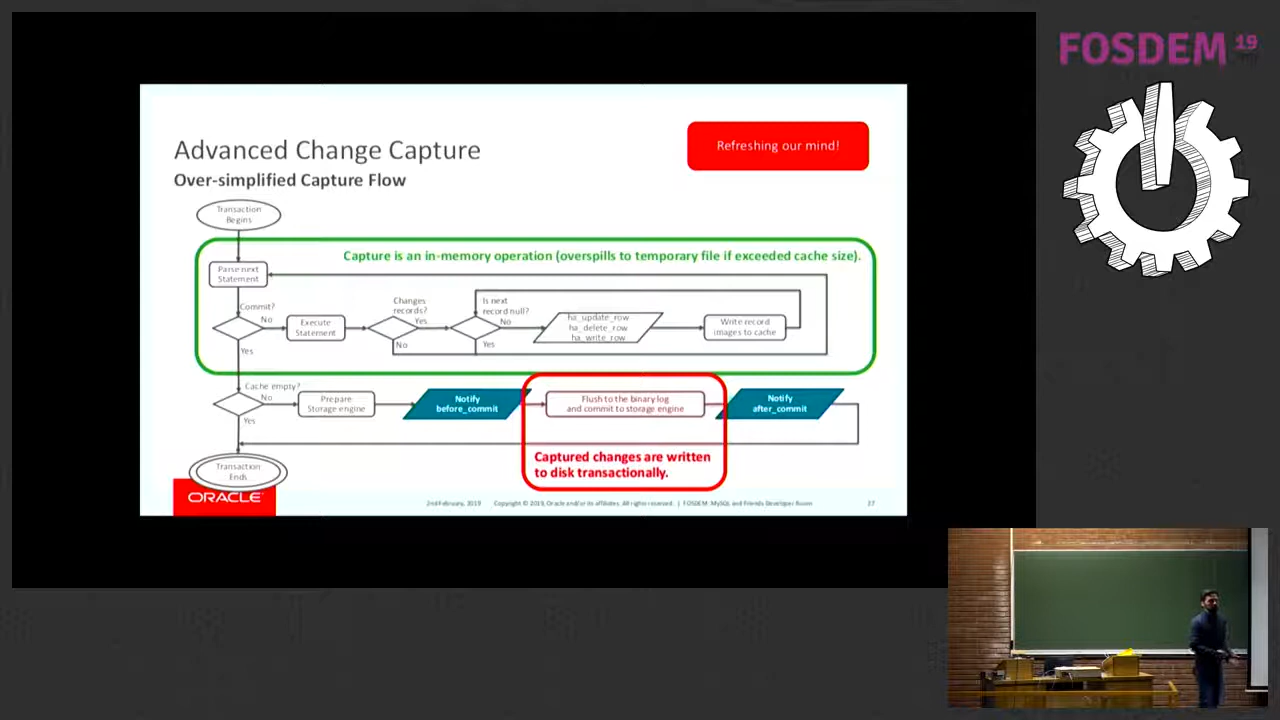 FOSDEM 19
Advanced Change Capture
Refreshing our mind!
Over-simplified Capture Flow
Transaction
Begins
Capture is an in-memory operation (overspills to temporary file if exceeded cache size).
Parse next
Statement
Commit?
No
Yes
Execute
Statement
Changes
records?
Yes
No
Is next
record null?
No
Yes
ha_update_row
ha_delete_row
ha_write_row
Write record
images to cache
Cache empty?
No
Yes
Prepare
Storage engine
Notify
before_commit
Flush to the binary log
and commit to storage engine
Notify
after_commit
Captured changes are written
to disk transactionally.
Transaction
Ends
ORACLE
2nd February, 2019 Copyright © 2019, Oracle and/or its affiliates. All rights reserved. | FOSDEM: MySQL and Friends Developer Room 37